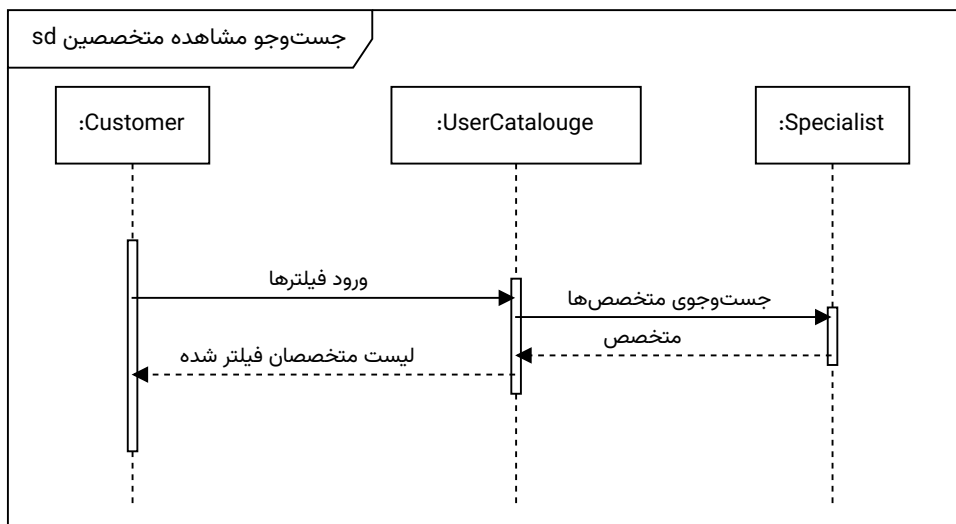 sd جست‌وجو مشاهده متخصصین
:Customer
:UserCatalouge
:Specialist
ورود فیلترها
جست‌وجوی متخصص‌ها
متخصص
لیست متخصصان فیلتر شده